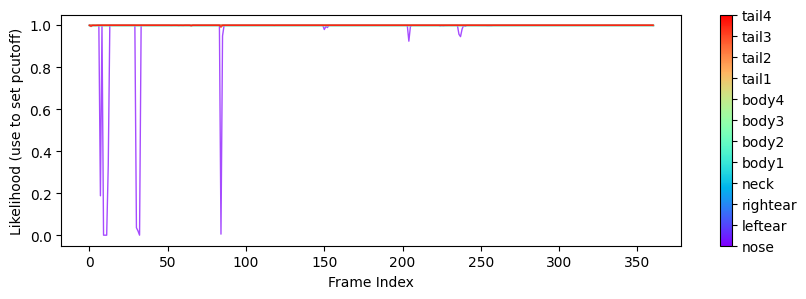 1.0
0.8
0.6
0.4
0.2
0.0
Likelihood (use to set pcutoff)
0 50 100 150 200 250 300 350
Frame Index
tail4
tail3
tail2
tail1
body4
body3
body2
body1
neck
rightear
leftear
nose